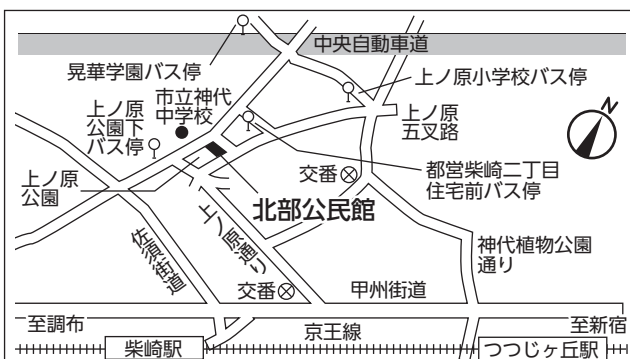 中央自動車道
晃華学園バス停
上ノ原小学校バス停
市立神代
中学校
上ノ原
公園下
バス停
上ノ原
五叉路
都営柴崎二丁目
住宅前バス停
交番
上ノ原
公園
北部公民館
上ノ原通り
佐須街道
神代植物公園
通り
交番
甲州街道
至調布
至新宿
京王線
柴崎駅
つつじヶ丘駅
N